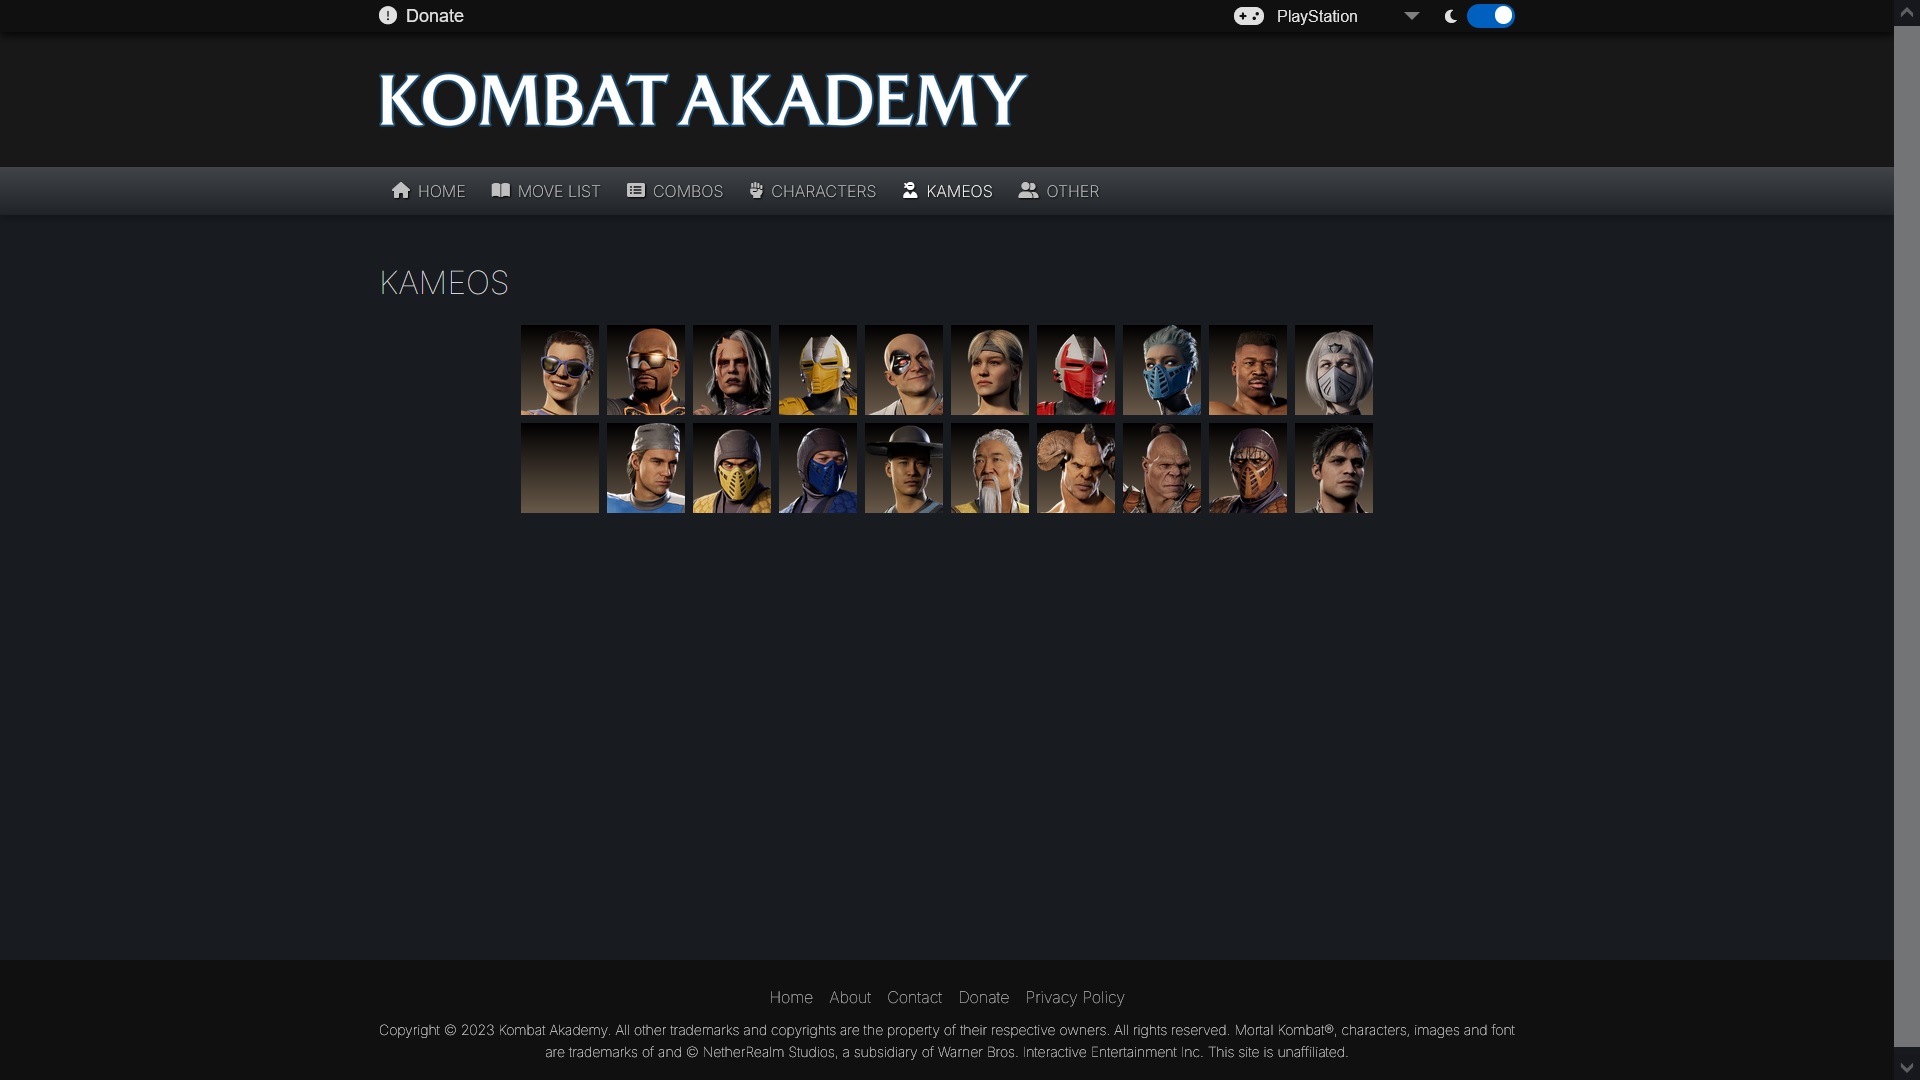 Donate
PlayStation
KOMBAT AKADEMY
HOME MOVE LIST COMBOS CHARACTERS KAMEOS OTHER
KAMEOS
Home About Contact Donate Privacy Policy
Copyright © 2023 Kombat Akademy. All other trademarks and copyrights are the property of their respective owners. All rights reserved. Mortal Kombat®, characters, images and font
are trademarks of and © NetherRealm Studios, a subsidiary of Warner Bros. Interactive Entertainment Inc. This site is unaffiliated.